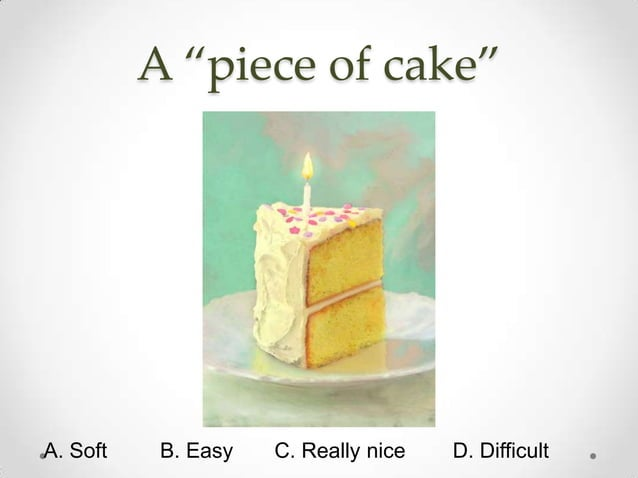 A “piece of cake”
A. Soft B. Easy C. Really nice D. Difficult